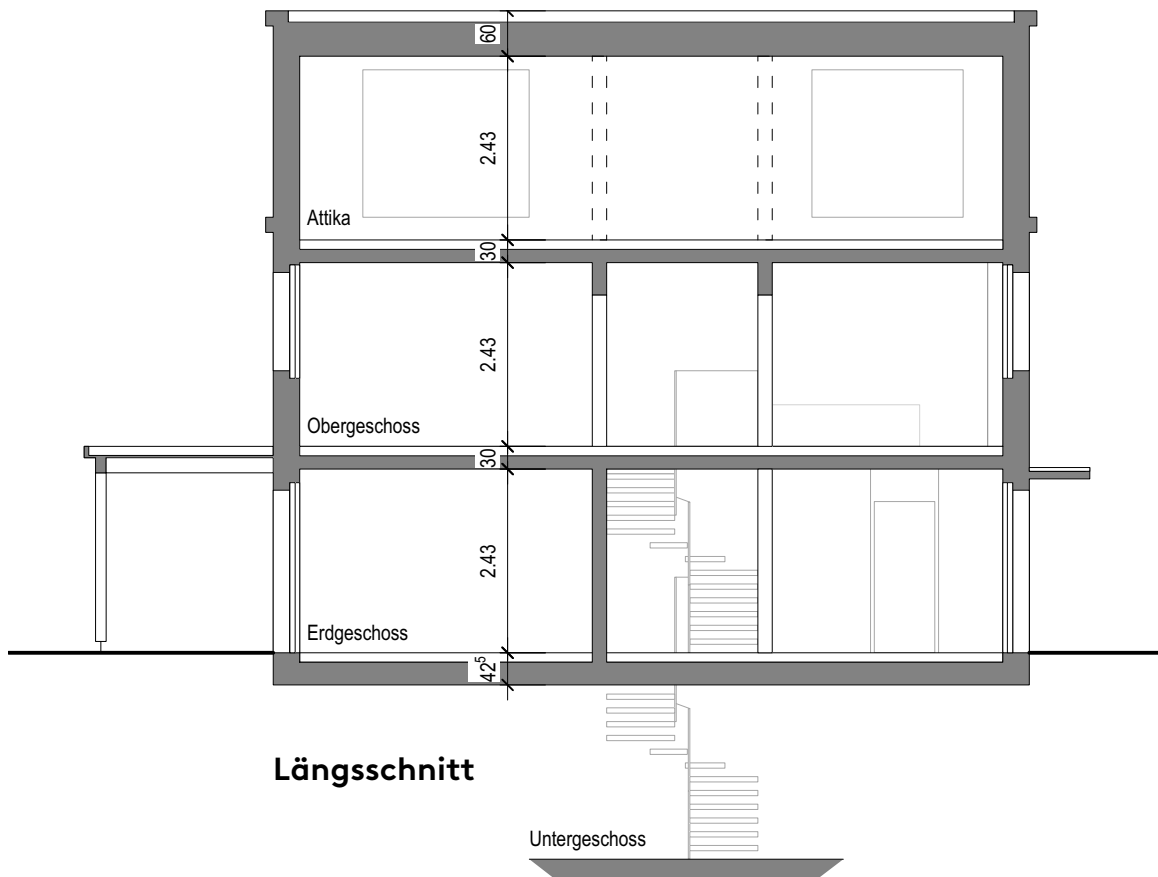 60
2.43
Attika
30
2.43
Obergeschoss
30
2.43
Erdgeschoss
42⁵
Längsschnitt
Untergeschoss